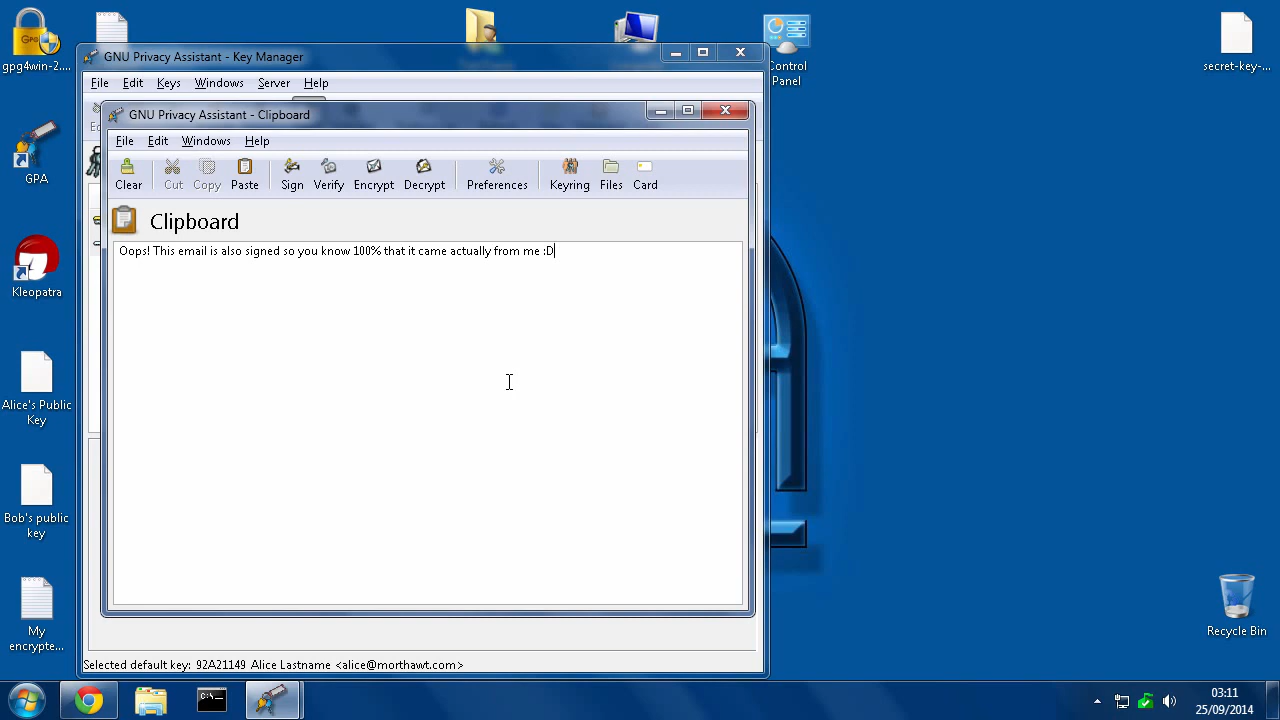 gpg4win-2....
GPA
Kleopatra
Alice's Public
Key
Bob's public
key
My
encrypte...
Control
Panel
secret-key-...
Recycle Bin
GNU Privacy Assistant - Key Manager
File Edit Keys Windows Server Help
GNU Privacy Assistant - Clipboard
File Edit Windows Help
Clear Cut Copy Paste Sign Verify Encrypt Decrypt Preferences Keyring Files Card
Clipboard
Oops! This email is also signed so you know 100% that it came actually from me :D
Selected default key: 92A21149 Alice Lastname <alice@morthawt.com>
03:11
25/09/2014